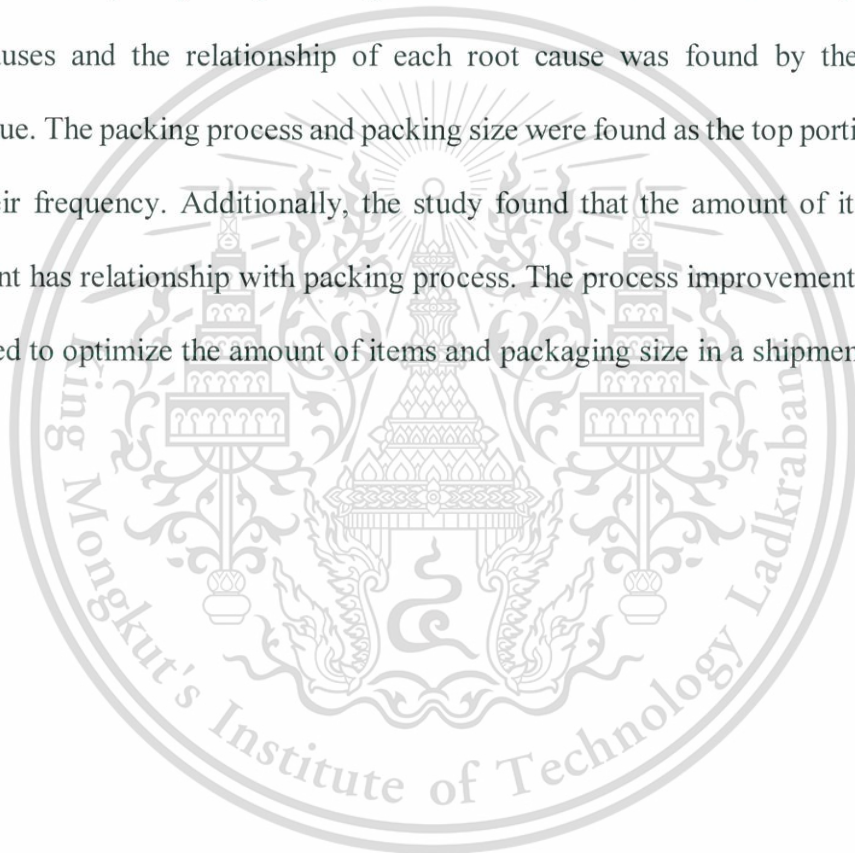 uses and the relationship of each root cause was found by the
ue. The packing process and packing size were found as the top porti
ir frequency. Additionally, the study found that the amount of it
nt has relationship with packing process. The process improvement
ed to optimize the amount of items and packaging size in a shipmen
King Mongkut's Institute of Technology Ladkrabang